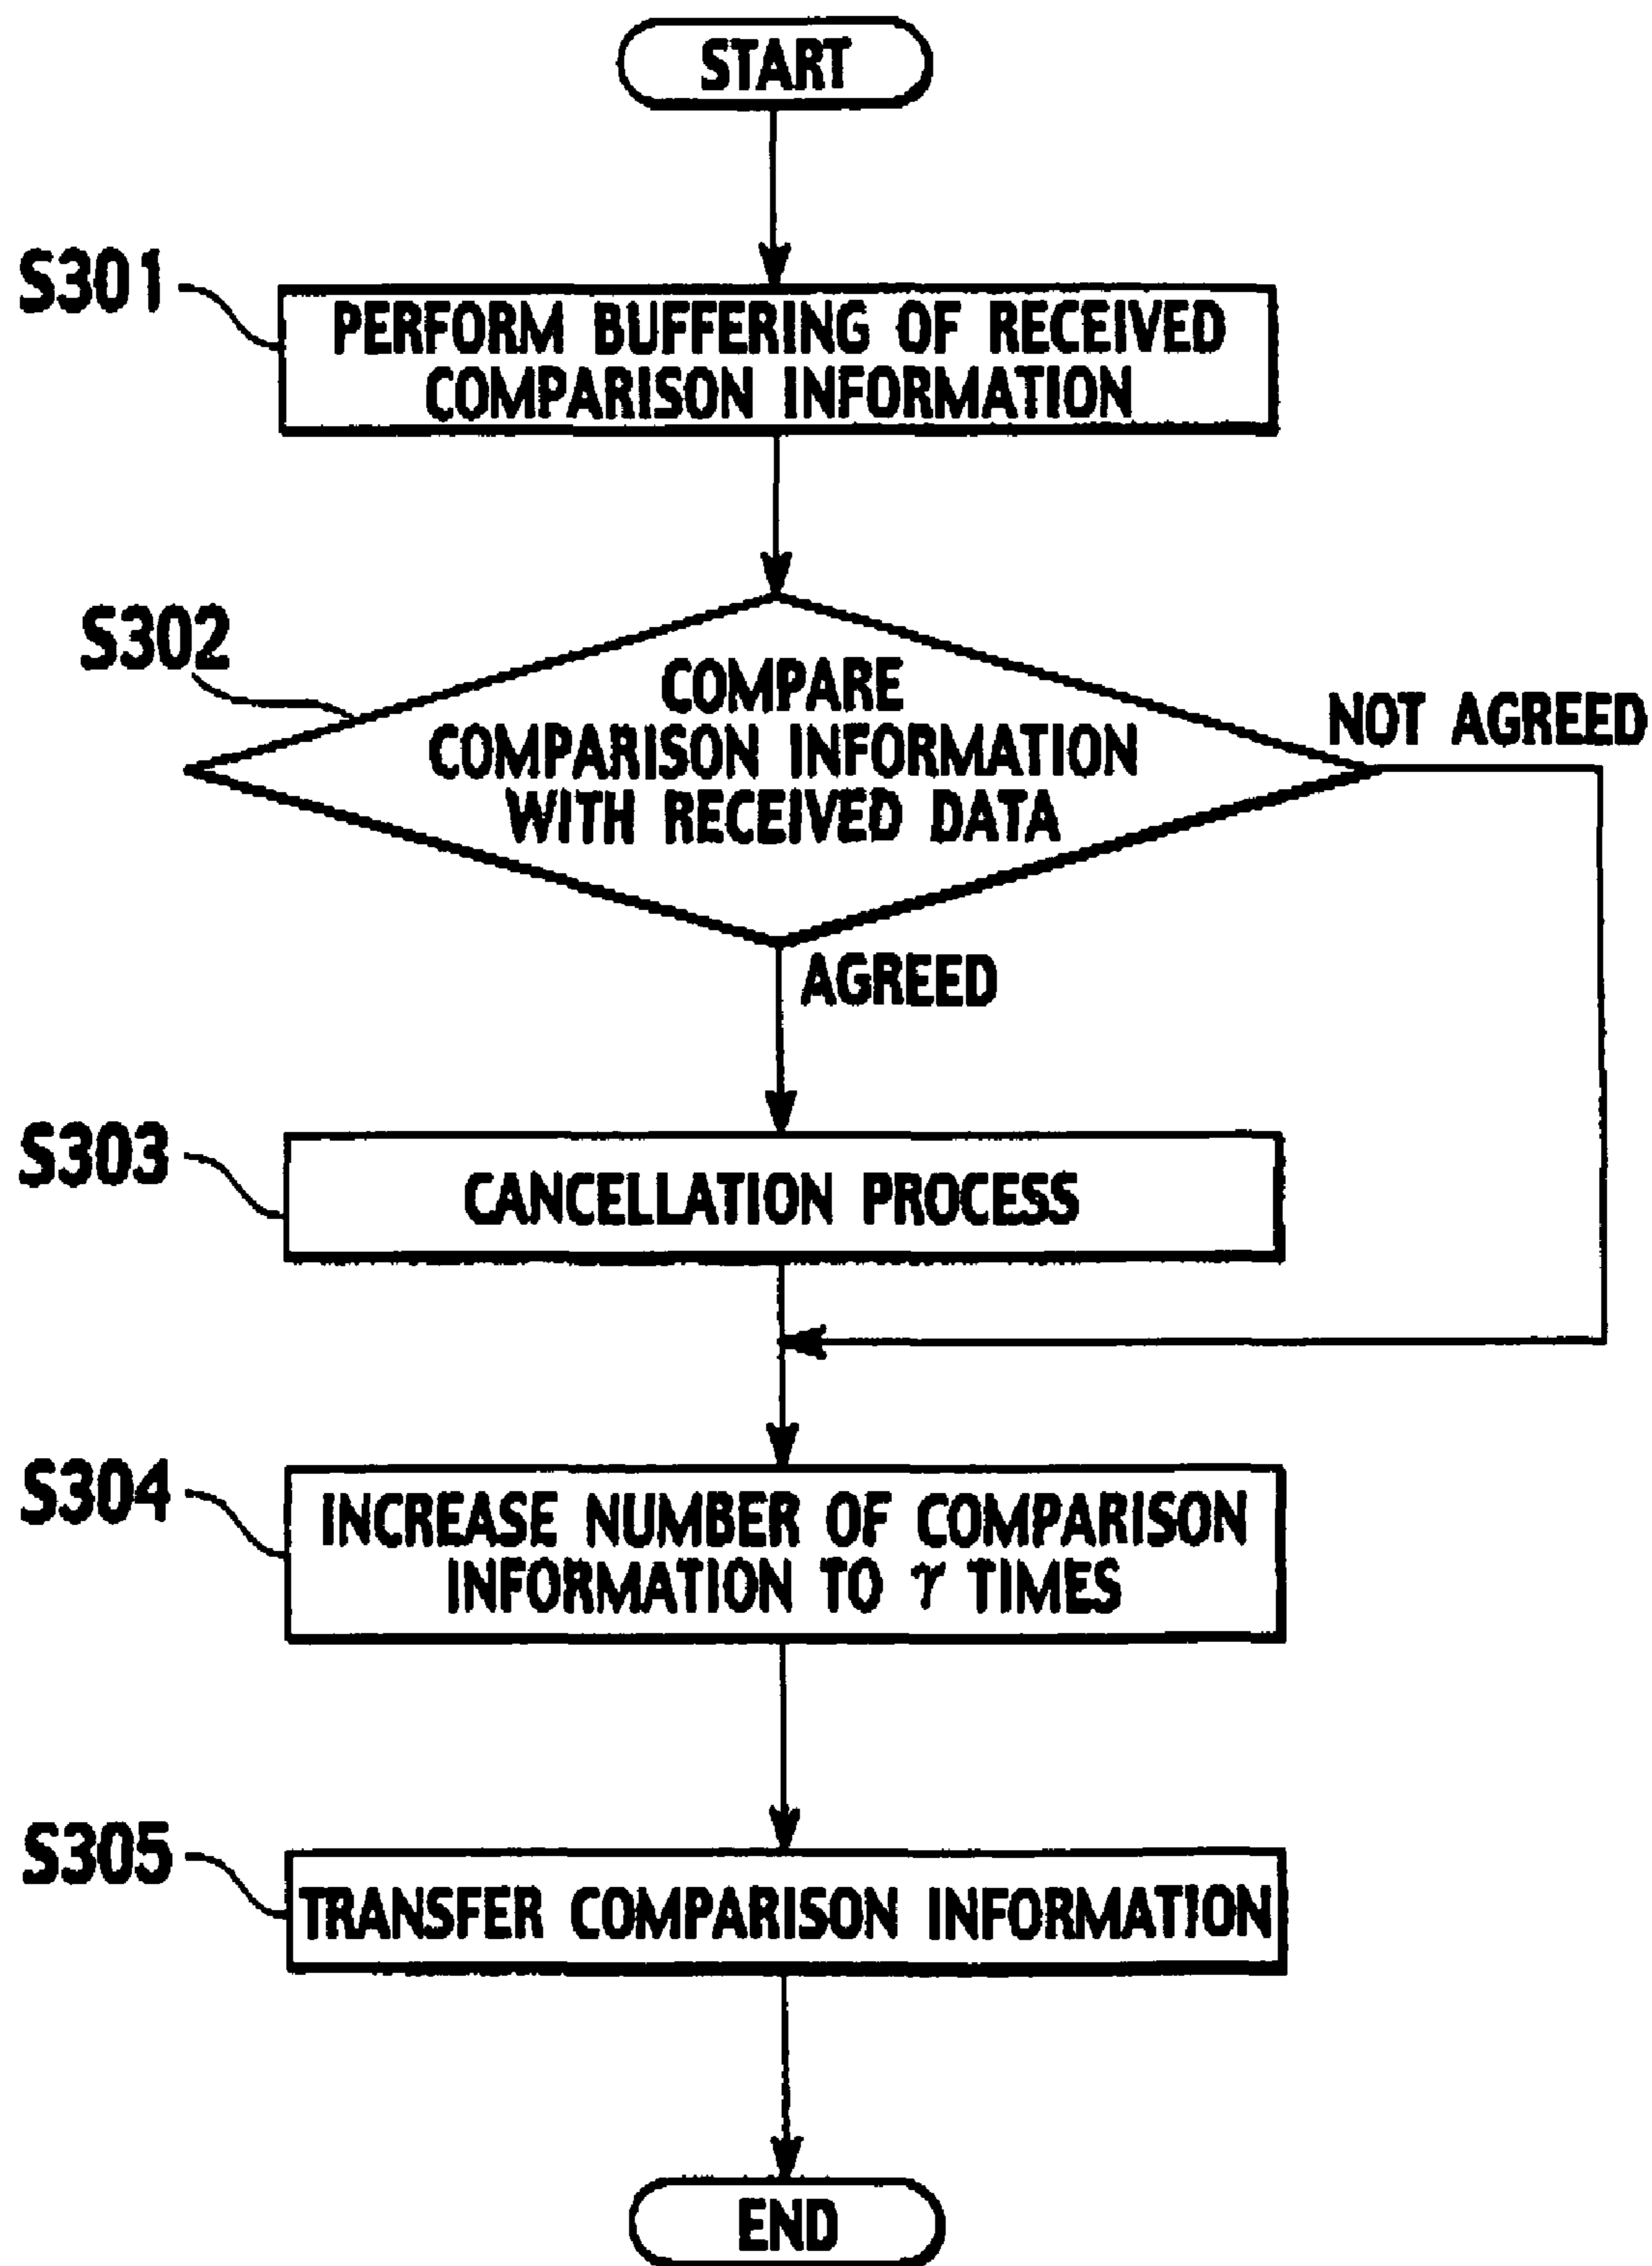 START
S301
PERFORM BUFFERING OF RECEIVED
COMPARISON INFORMATION
S302
COMPARE
COMPARISON INFORMATION
WITH RECEIVED DATA
NOT AGREED
AGREED
S303
CANCELLATION PROCESS
S304
INCREASE NUMBER OF COMPARISON
INFORMATION TO γ TIMES
S305
TRANSFER COMPARISON INFORMATION
END